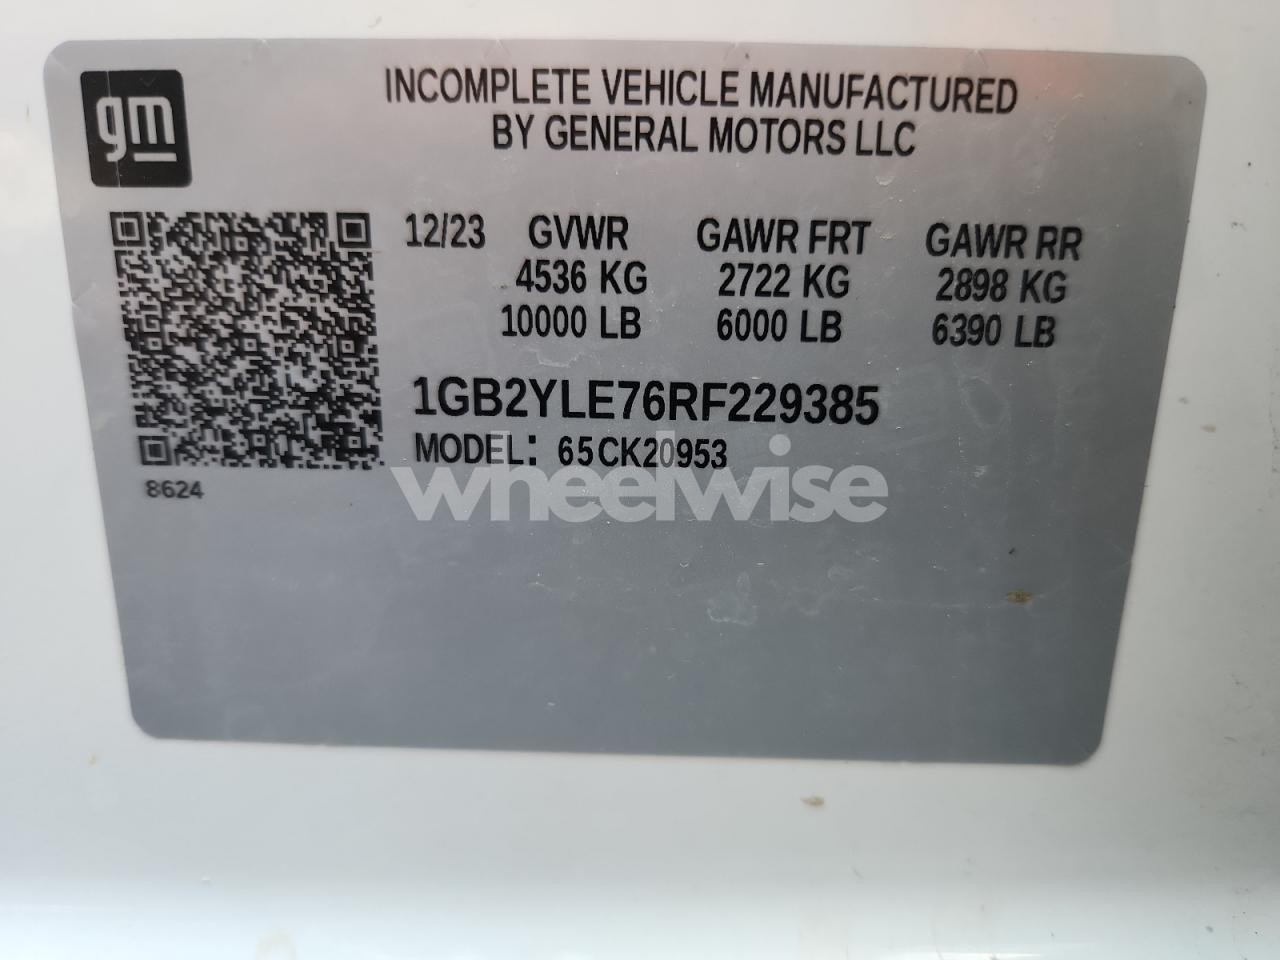 gm
INCOMPLETE VEHICLE MANUFACTURED
BY GENERAL MOTORS LLC
12/23 GVWR GAWR FRT GAWR RR
4536 KG 2722 KG 2898 KG
10000 LB 6000 LB 6390 LB
1GB2YLE76RF229385
MODEL: 65CK20953
8624
wheelwise